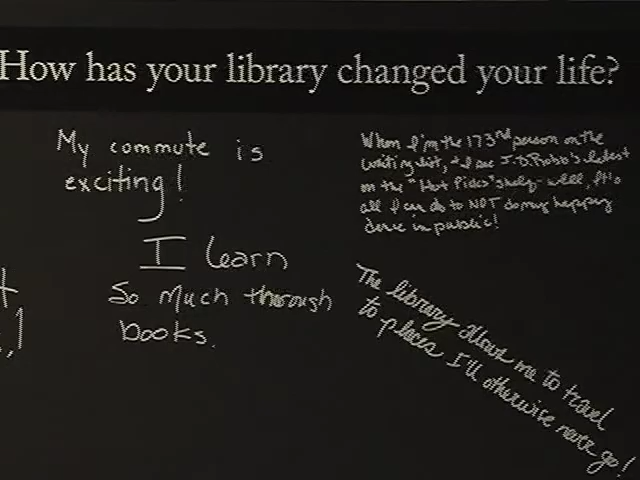 How has your library changed your life?
My commute is
exciting!
I learn
So much through
books.
When I'm the 173rd person on the
waiting list, + I see J.D. Robb's latest
on the "Hot Picks" shelf - well, it's
all I can do to NOT do my happy
dance in public!
The library allows me to travel
to places I'll otherwise never go!